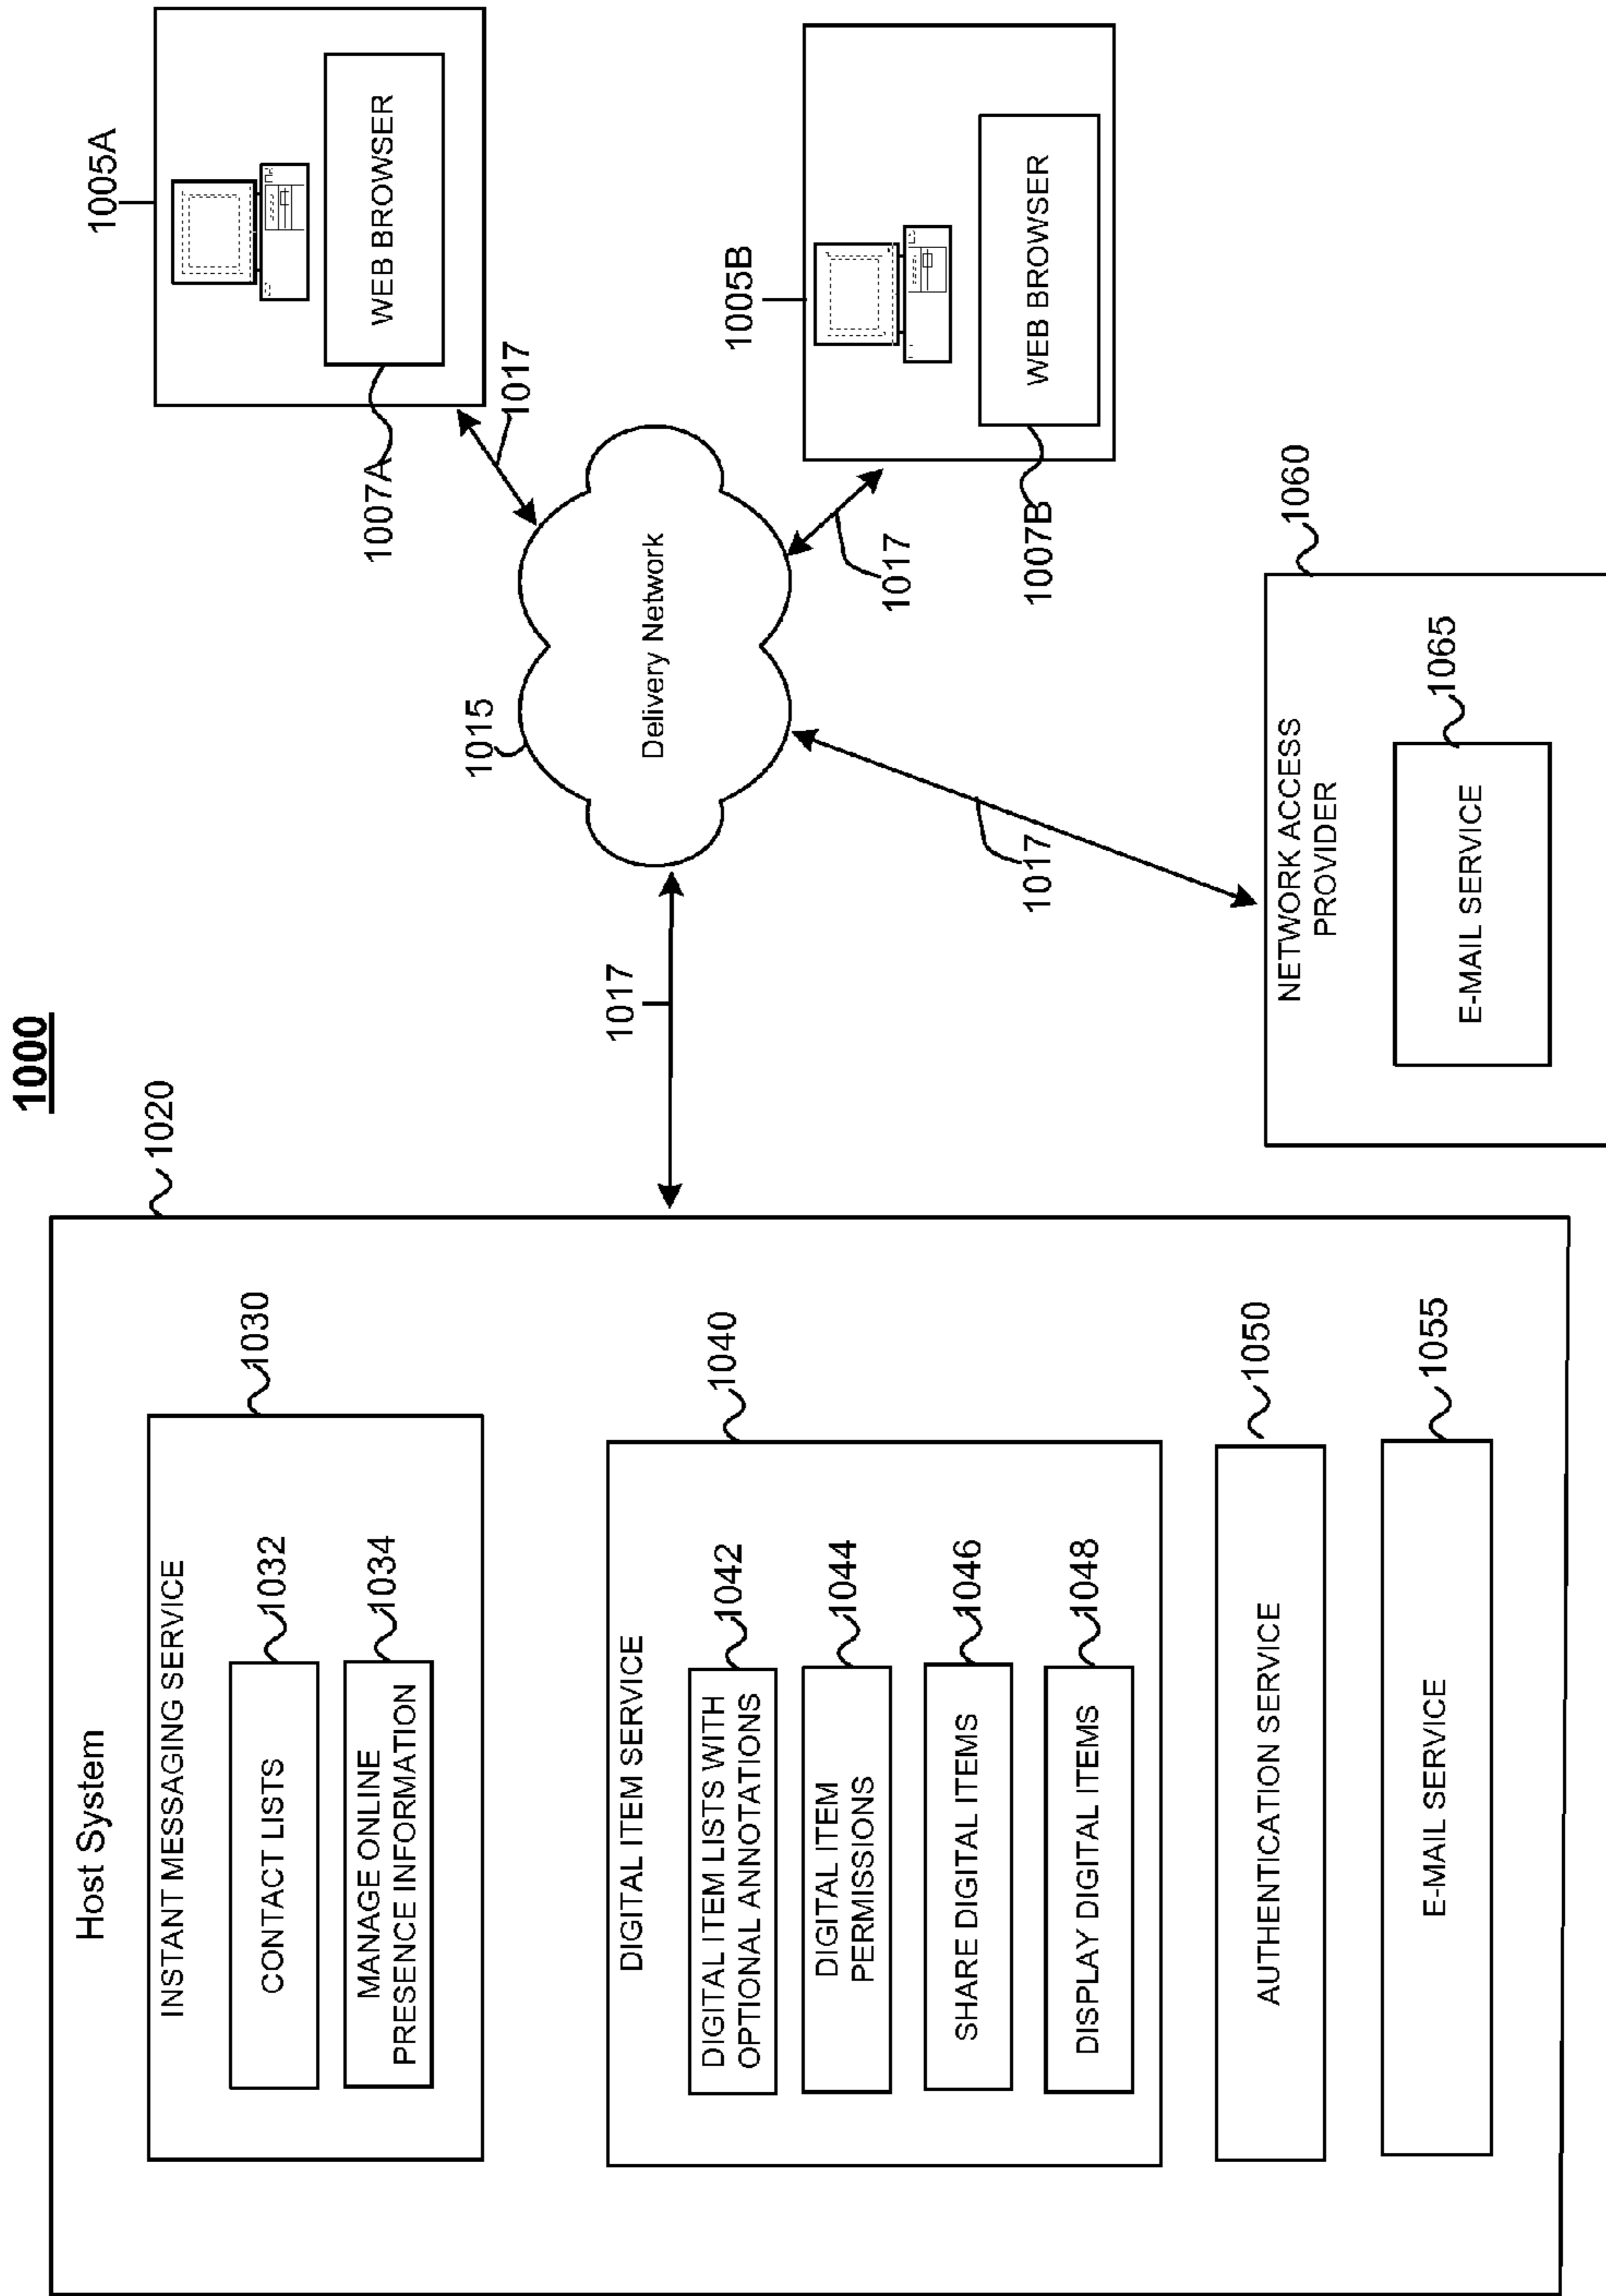 1000
Host System
1020
INSTANT MESSAGING SERVICE
1030
CONTACT LISTS
1032
MANAGE ONLINE
PRESENCE INFORMATION
1034
DIGITAL ITEM SERVICE
1040
DIGITAL ITEM LISTS WITH
OPTIONAL ANNOTATIONS
1042
DIGITAL ITEM
PERMISSIONS
1044
SHARE DIGITAL ITEMS
1046
DISPLAY DIGITAL ITEMS
1048
AUTHENTICATION SERVICE
1050
E-MAIL SERVICE
1055
1017
1015
Delivery Network
1017
1005A
WEB BROWSER
1007A
1017
1005B
WEB BROWSER
1007B
1017
1060
NETWORK ACCESS
PROVIDER
E-MAIL SERVICE
1065